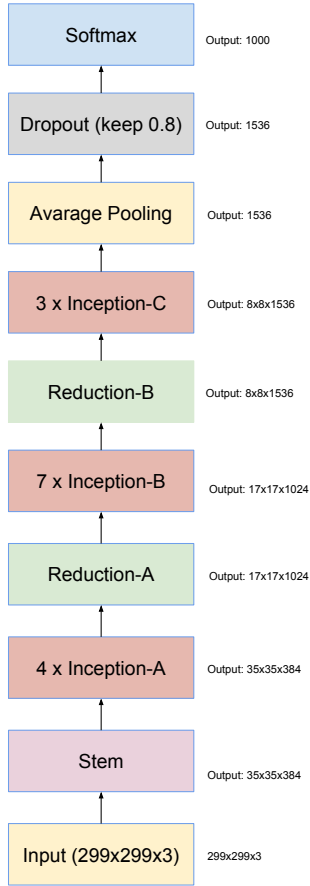 Softmax
Output: 1000
Dropout (keep 0.8)
Output: 1536
Avarage Pooling
Output: 1536
3 x Inception-C
Output: 8x8x1536
Reduction-B
Output: 8x8x1536
7 x Inception-B
Output: 17x17x1024
Reduction-A
Output: 17x17x1024
4 x Inception-A
Output: 35x35x384
Stem
Output: 35x35x384
Input (299x299x3)
299x299x3